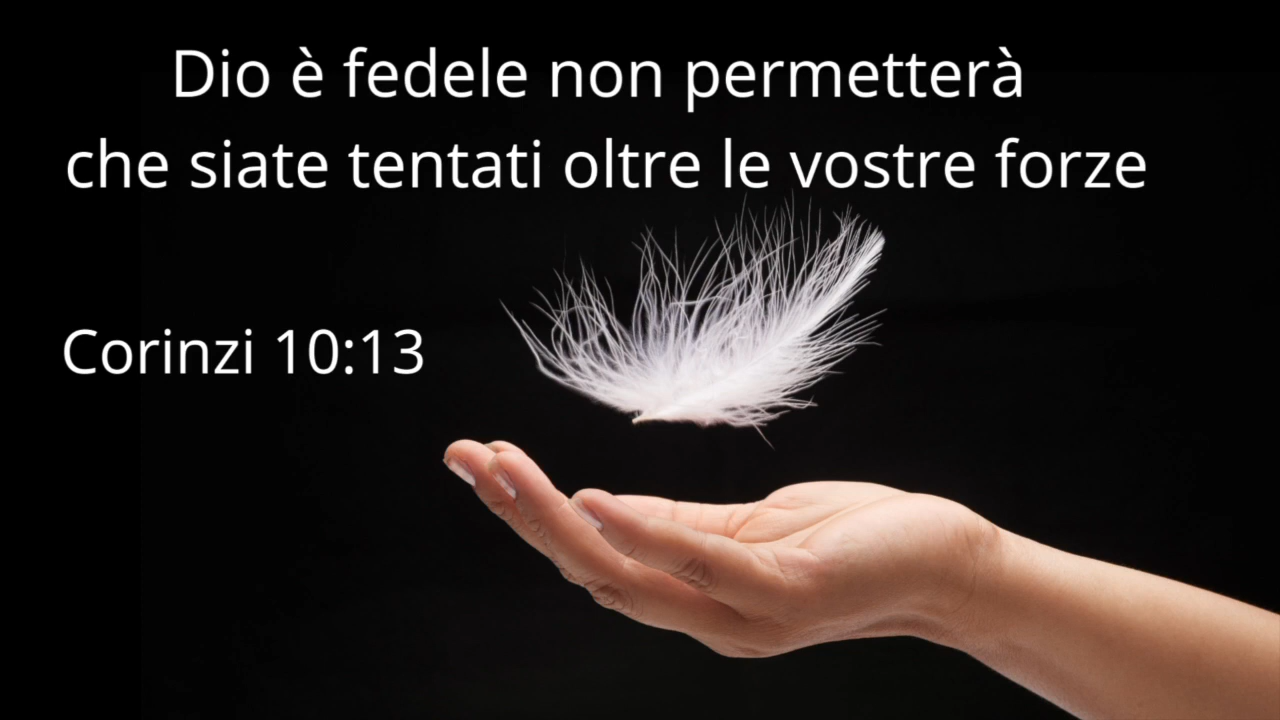 Dio è fedele non permetterà
che siate tentati oltre le vostre forze
Corinzi 10:13